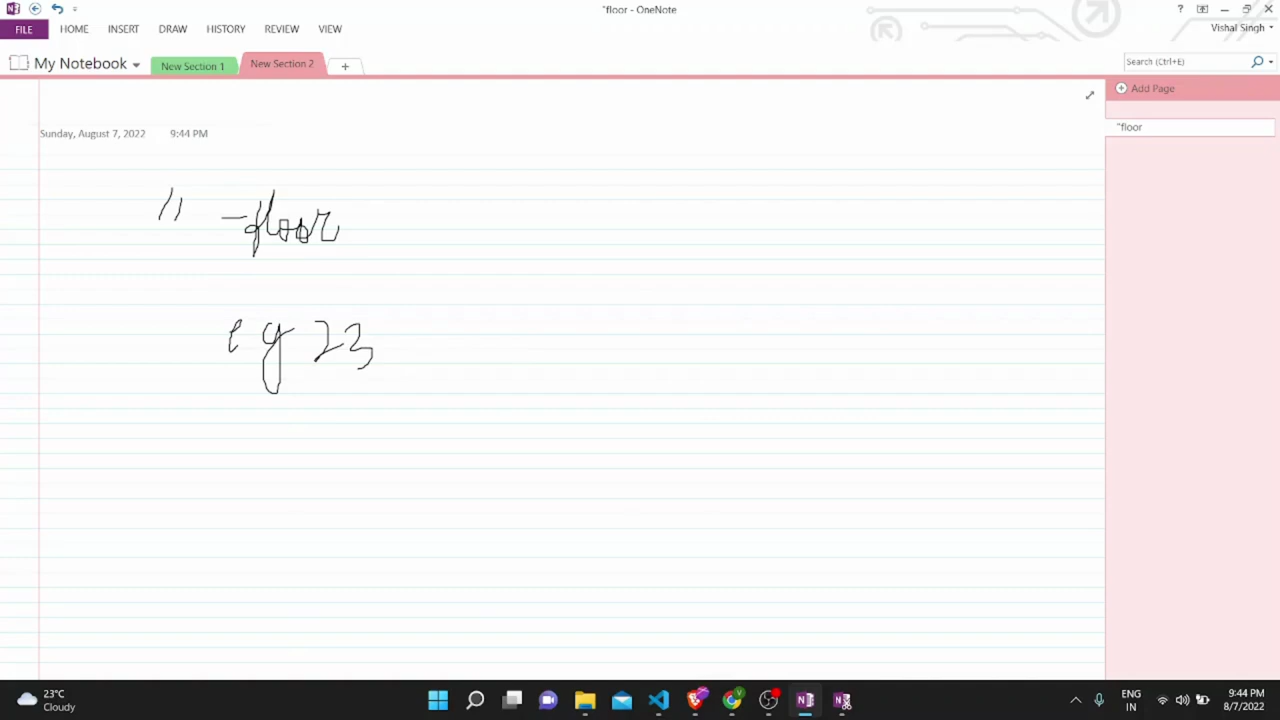 "floor - OneNote
FILE HOME INSERT DRAW HISTORY REVIEW VIEW
Vishal Singh
My Notebook
New Section 1
New Section 2
Search (Ctrl+E)
Add Page
"floor
Sunday, August 7, 2022 9:44 PM
// - floor
eg 23
23°C
Cloudy
ENG
IN
9:44 PM
8/7/2022